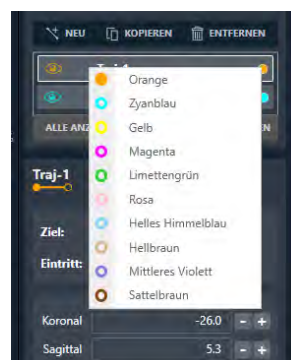 NEU KOPIEREN ENTFERNEN
Orange
Zyanblau
ALLE ANZ Gelb
Magenta
Traj-1 Limettengrün
Rosa
Ziel: Helles Himmelblau
Hellbraun
Eintritt: Mittleres Violett
Sattelbraun
Koronal -26.0 - +
Sagittal 5.3 - +